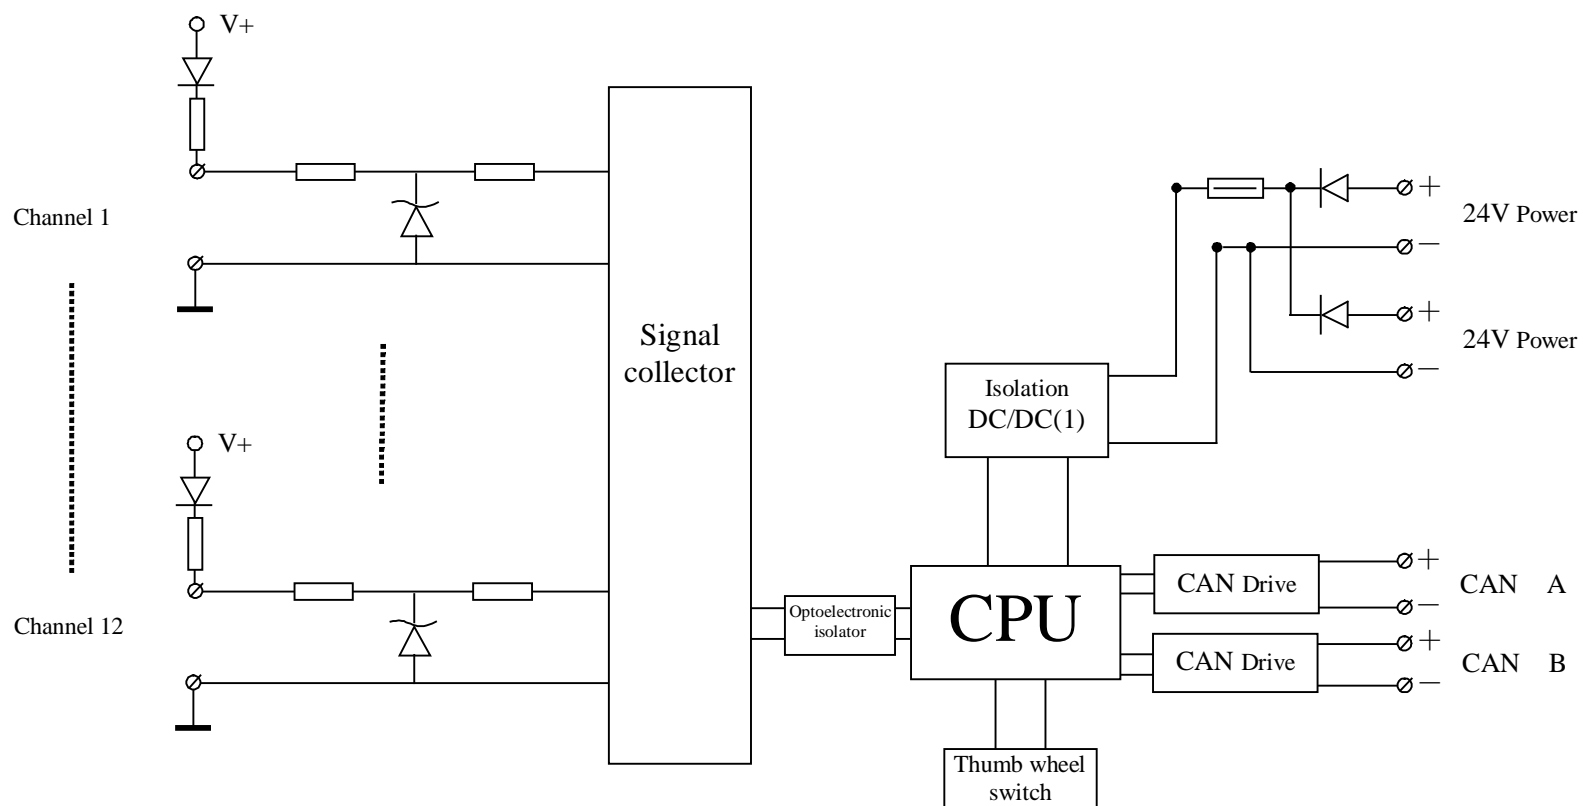 V+
Channel 1
V+
Channel 12
Signal
collector
Optoelectronic
isolator
Isolation
DC/DC(1)
CPU
Thumb wheel
switch
+
24V Power
—
+
24V Power
—
CAN Drive
+
CAN A
—
CAN Drive
+
CAN B
—